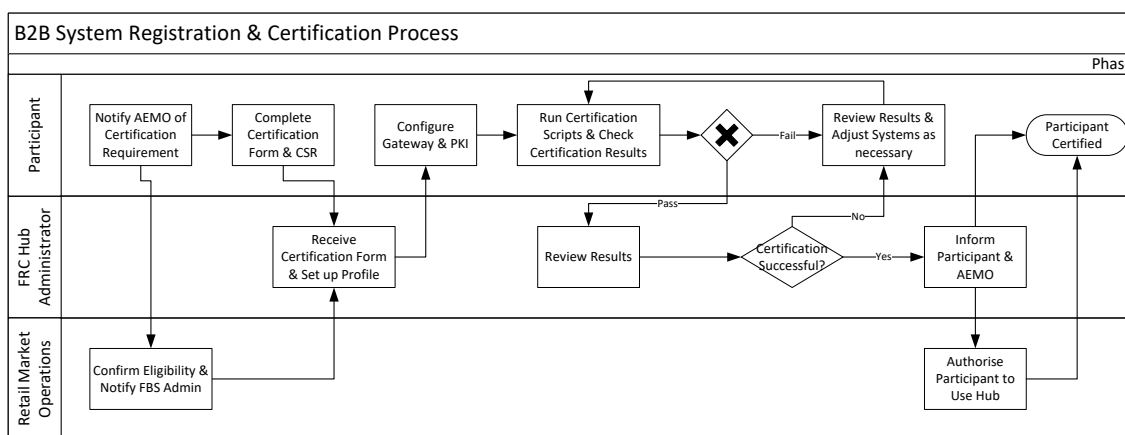 B2B System Registration & Certification Process
Phas
Participant
Notify AEMO of
Certification
Requirement
Complete
Certification
Form & CSR
Configure
Gateway & PKI
Run Certification
Scripts & Check
Certification Results
Fail
Review Results &
Adjust Systems as
necessary
Participant
Certified
Pass
No
FRC Hub
Administrator
Receive
Certification Form
& Set up Profile
Review Results
Certification
Successful?
Yes
Inform
Participant &
AEMO
Retail Market
Operations
Confirm Eligibility &
Notify FBS Admin
Authorise
Participant to
Use Hub